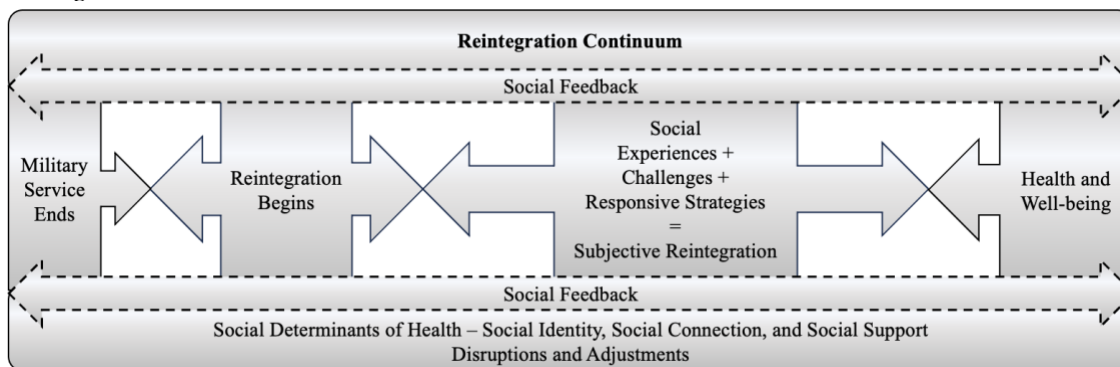 Reintegration Continuum
Social Feedback
Military
Service
Ends
Reintegration
Begins
Social
Experiences +
Challenges +
Responsive Strategies
=
Subjective Reintegration
Health and
Well-being
Social Feedback
Social Determinants of Health – Social Identity, Social Connection, and Social Support
Disruptions and Adjustments